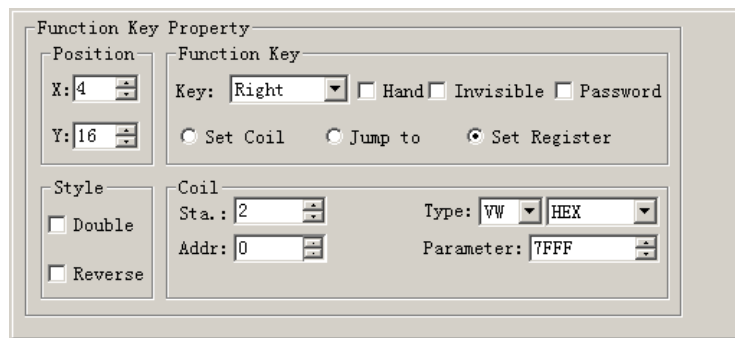 Function Key Property
Position
X: 4
Y: 16
Function Key
Key: Right Hand Invisible Password
Set Coil Jump to Set Register
Style
Double
Reverse
Coil
Sta.: 2 Type: VW HEX
Addr: 0 Parameter: 7FFF